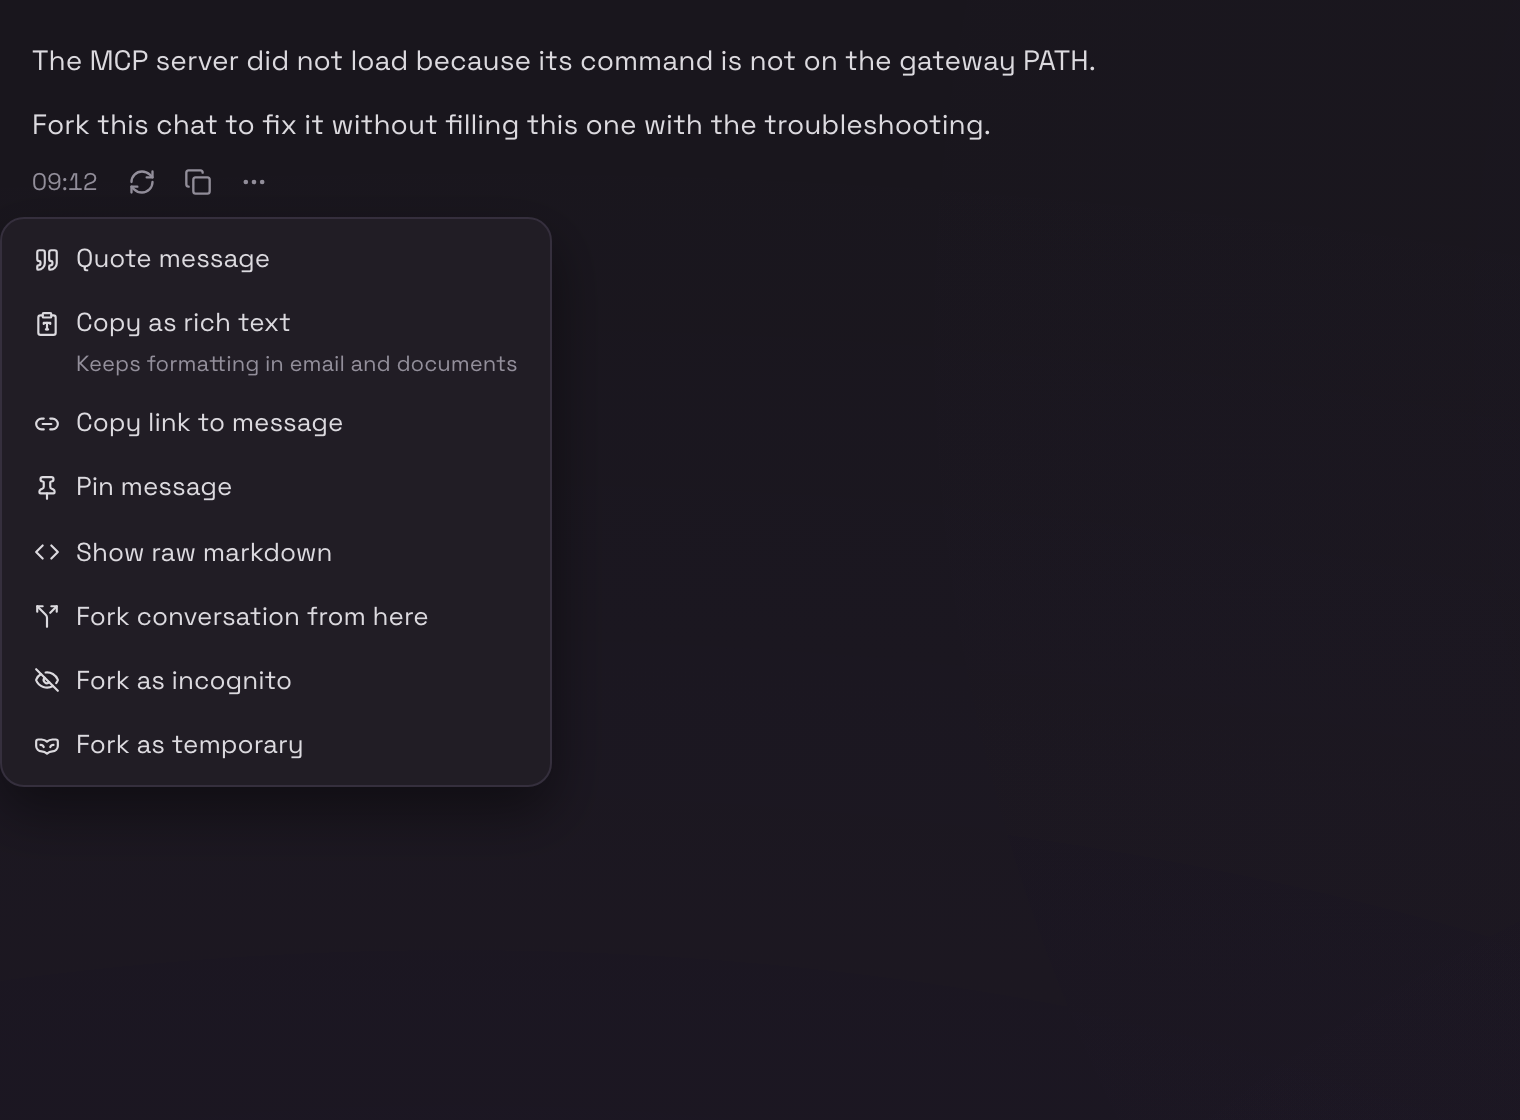 The MCP server did not load because its command is not on the gateway PATH.
Fork this chat to fix it without filling this one with the troubleshooting.
09:12
Quote message
Copy as rich text
Keeps formatting in email and documents
Copy link to message
Pin message
Show raw markdown
Fork conversation from here
Fork as incognito
Fork as temporary